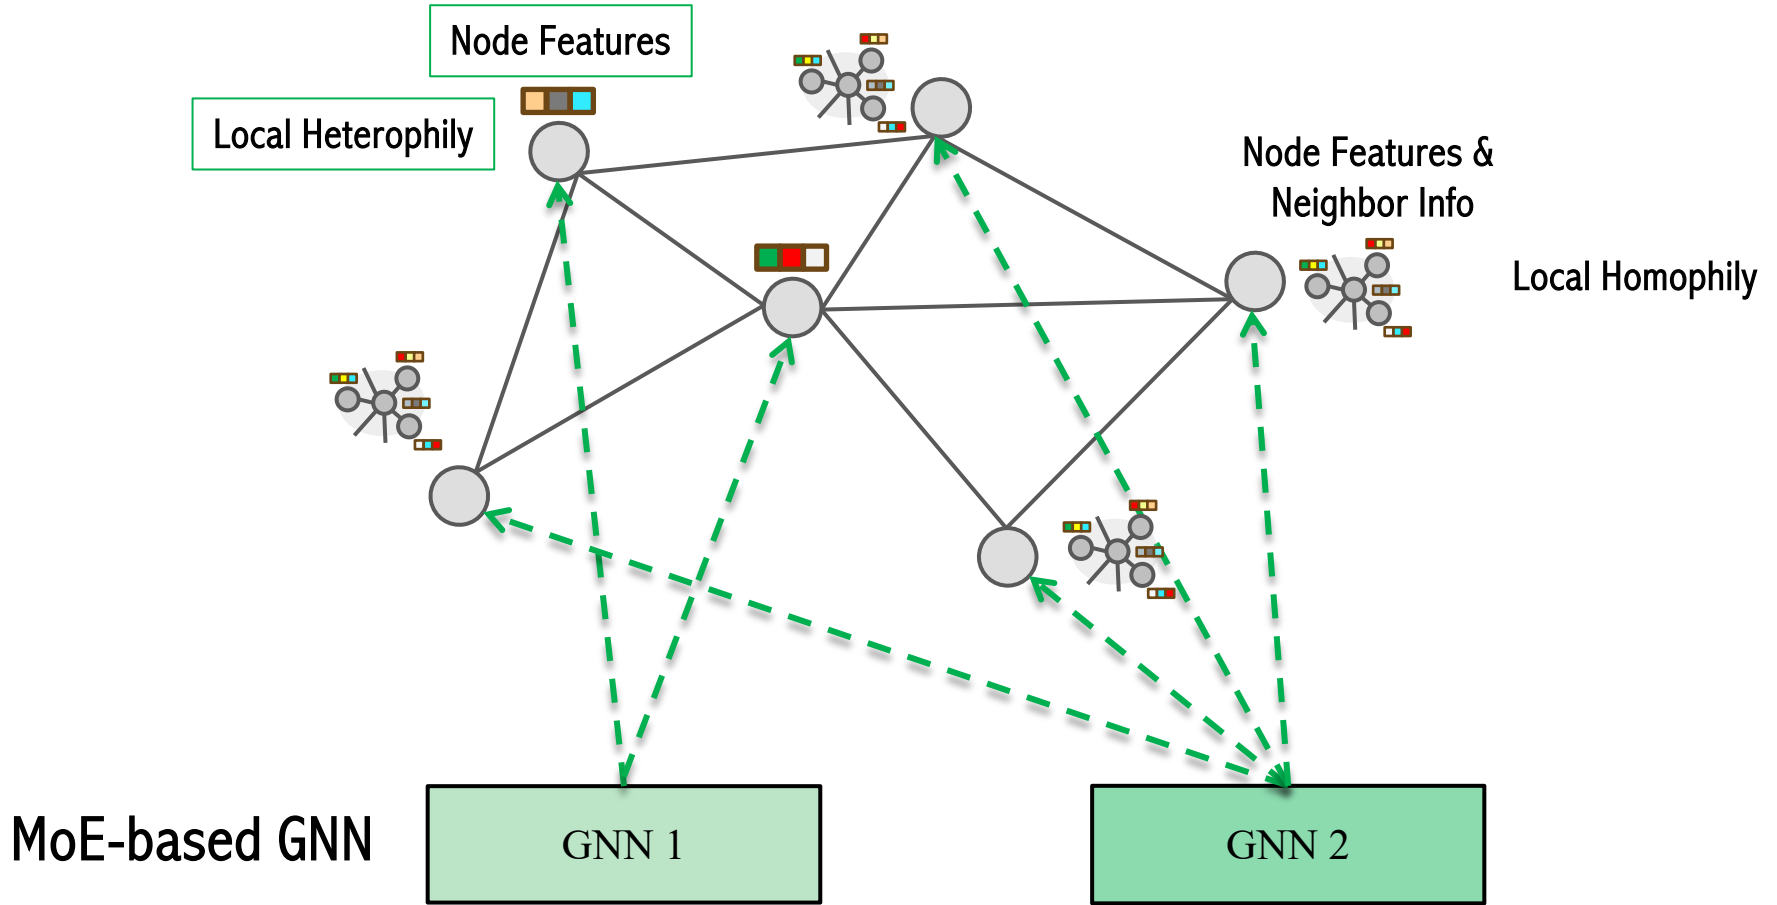 Node Features
Local Heterophily
Node Features &
Neighbor Info
Local Homophily
MoE-based GNN
GNN 1
GNN 2